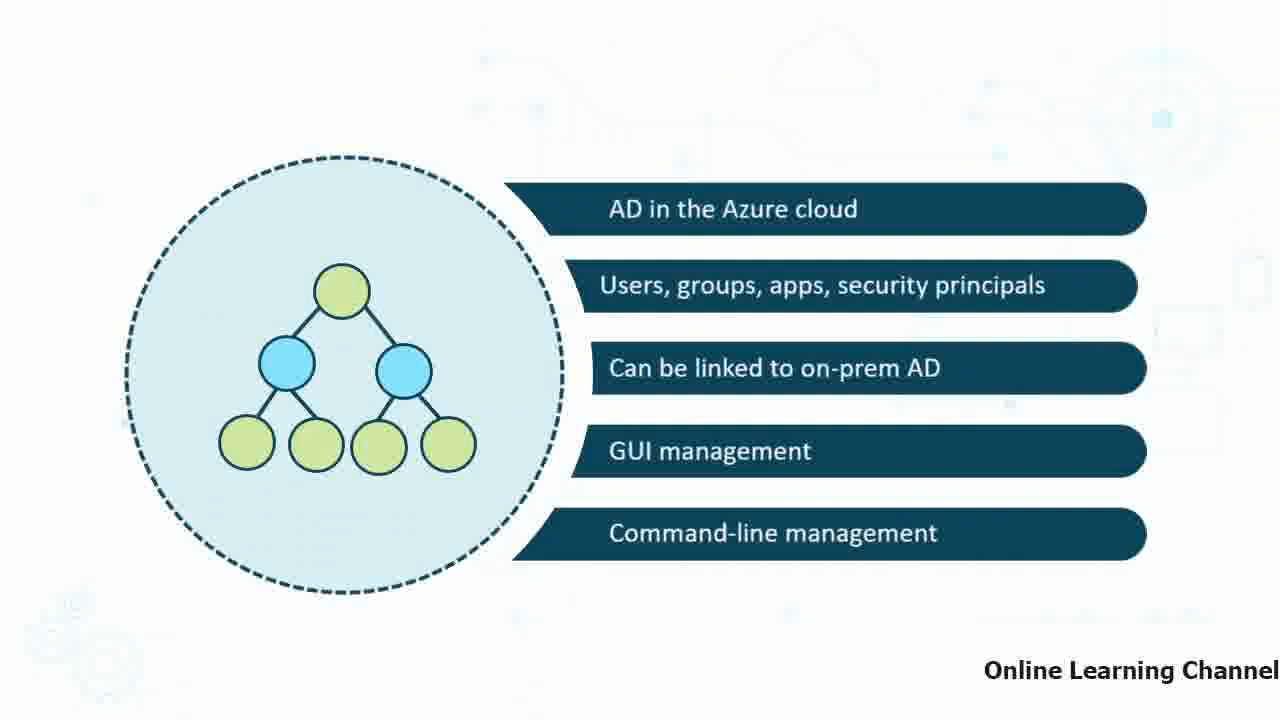 AD in the Azure cloud
Users, groups, apps, security principals
Can be linked to on-prem AD
GUI management
Command-line management
Online Learning Channel